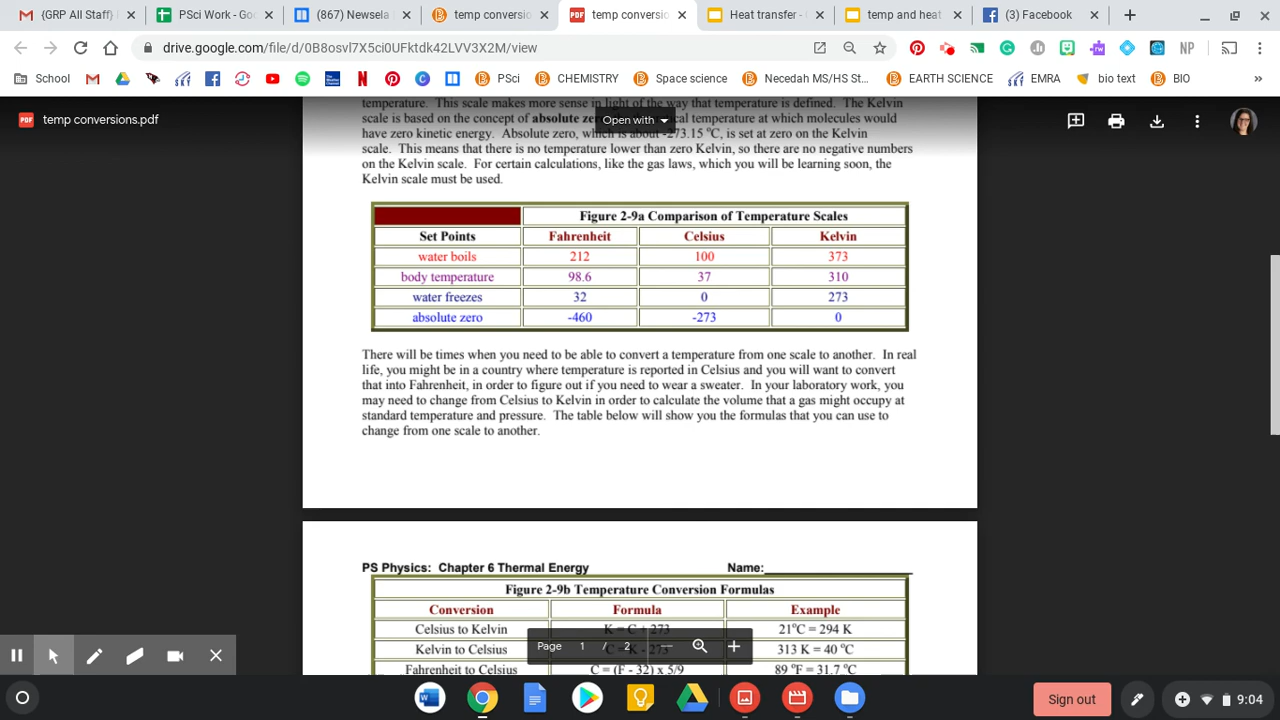 {GRP All Staff}
PSci Work - Go
(867) Newsela
temp conversio
temp conversio
Heat transfer -
temp and heat
(3) Facebook
drive.google.com/file/d/0B8osvl7X5ci0UFktdk42LVV3X2M/view
NP
School
PSci
CHEMISTRY
Space science
Necedah MS/HS St...
EARTH SCIENCE
EMRA
bio text
BIO
»
PDF temp conversions.pdf
Open with
temperature. This scale makes more sense in light of the way that temperature is defined. The Kelvin
scale is based on the concept of absolute cal temperature at which molecules would
have zero kinetic energy. Absolute zero, which is about -273.15 °C, is set at zero on the Kelvin
scale. This means that there is no temperature lower than zero Kelvin, so there are no negative numbers
on the Kelvin scale. For certain calculations, like the gas laws, which you will be learning soon, the
Kelvin scale must be used.
Figure 2-9a Comparison of Temperature Scales
Set Points Fahrenheit Celsius Kelvin
water boils 212 100 373
body temperature 98.6 37 310
water freezes 32 0 273
absolute zero -460 -273 0
There will be times when you need to be able to convert a temperature from one scale to another. In real
life, you might be in a country where temperature is reported in Celsius and you will want to convert
that into Fahrenheit, in order to figure out if you need to wear a sweater. In your laboratory work, you
may need to change from Celsius to Kelvin in order to calculate the volume that a gas might occupy at
standard temperature and pressure. The table below will show you the formulas that you can use to
change from one scale to another.
PS Physics: Chapter 6 Thermal Energy Name:
Figure 2-9b Temperature Conversion Formulas
Conversion Formula Example
Celsius to Kelvin K = C + 273 21°C = 294 K
Kelvin to Celsius C = K - 273 313 K = 40 °C
Fahrenheit to Celsius C = (F - 32) x 5/9 89 °F = 31.7 °C
Page 1 / 2
Sign out
9:04